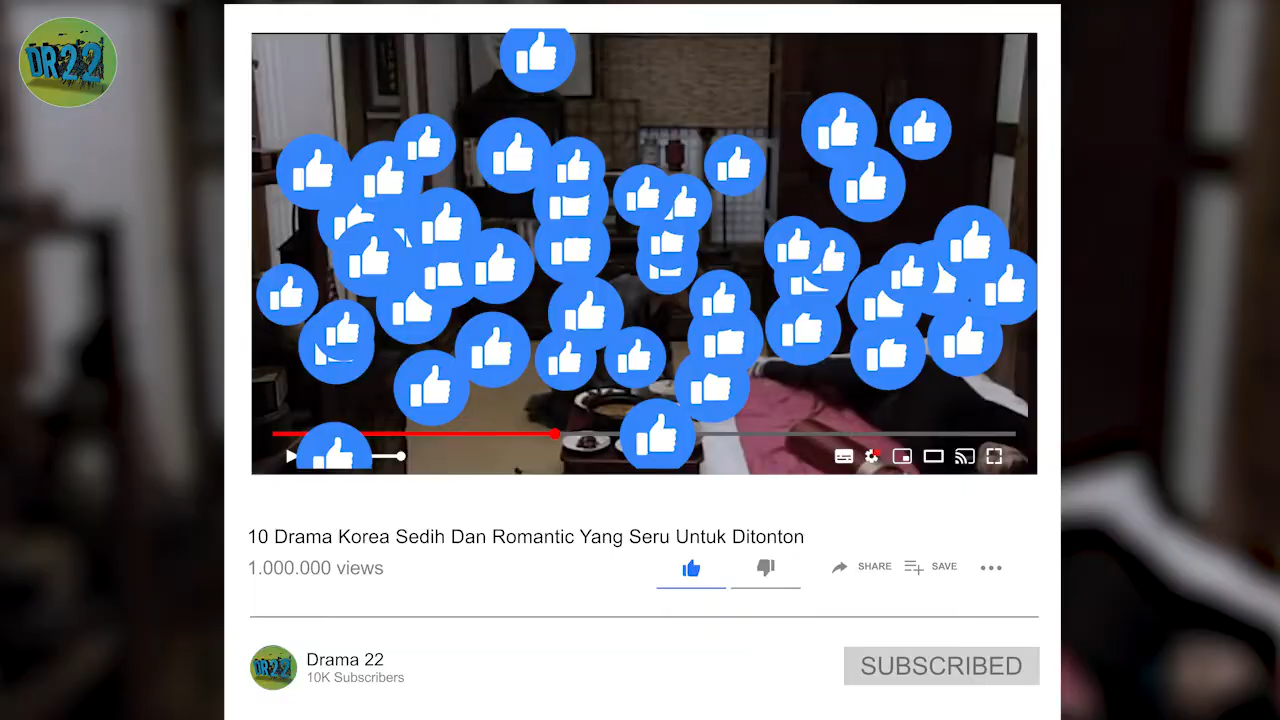 DR22
10 Drama Korea Sedih Dan Romantic Yang Seru Untuk Ditonton
1.000.000 views
SHARE
SAVE
DR22
Drama 22
10K Subscribers
SUBSCRIBED